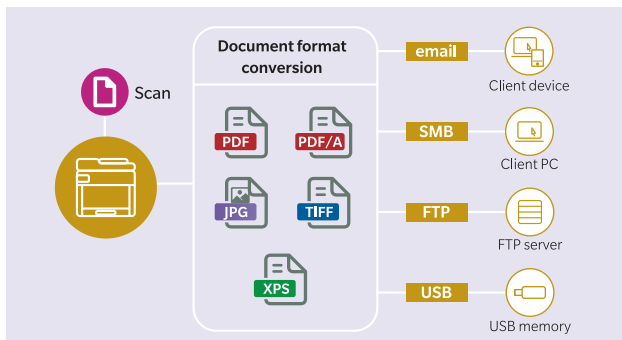 Scan
Document format
conversion
PDF
PDF/A
JPG
TIFF
XPS
email
Client device
SMB
Client PC
FTP
FTP server
USB
USB memory